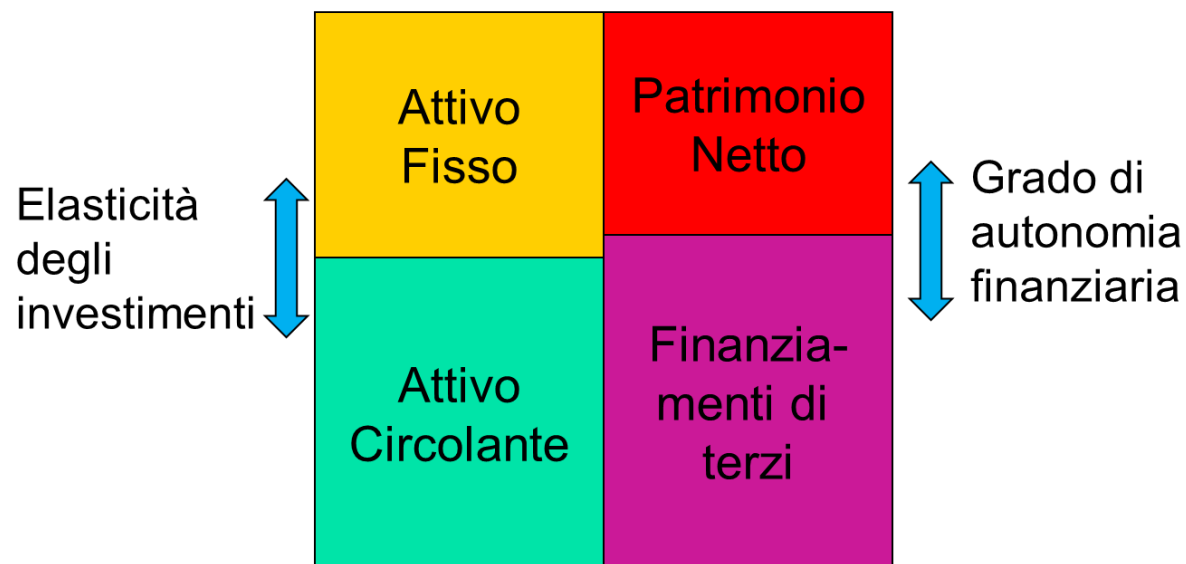 Elasticità
degli
investimenti
Attivo
Fisso
Attivo
Circolante
Patrimonio
Netto
Finanzia-
menti di
terzi
Grado di
autonomia
finanziaria